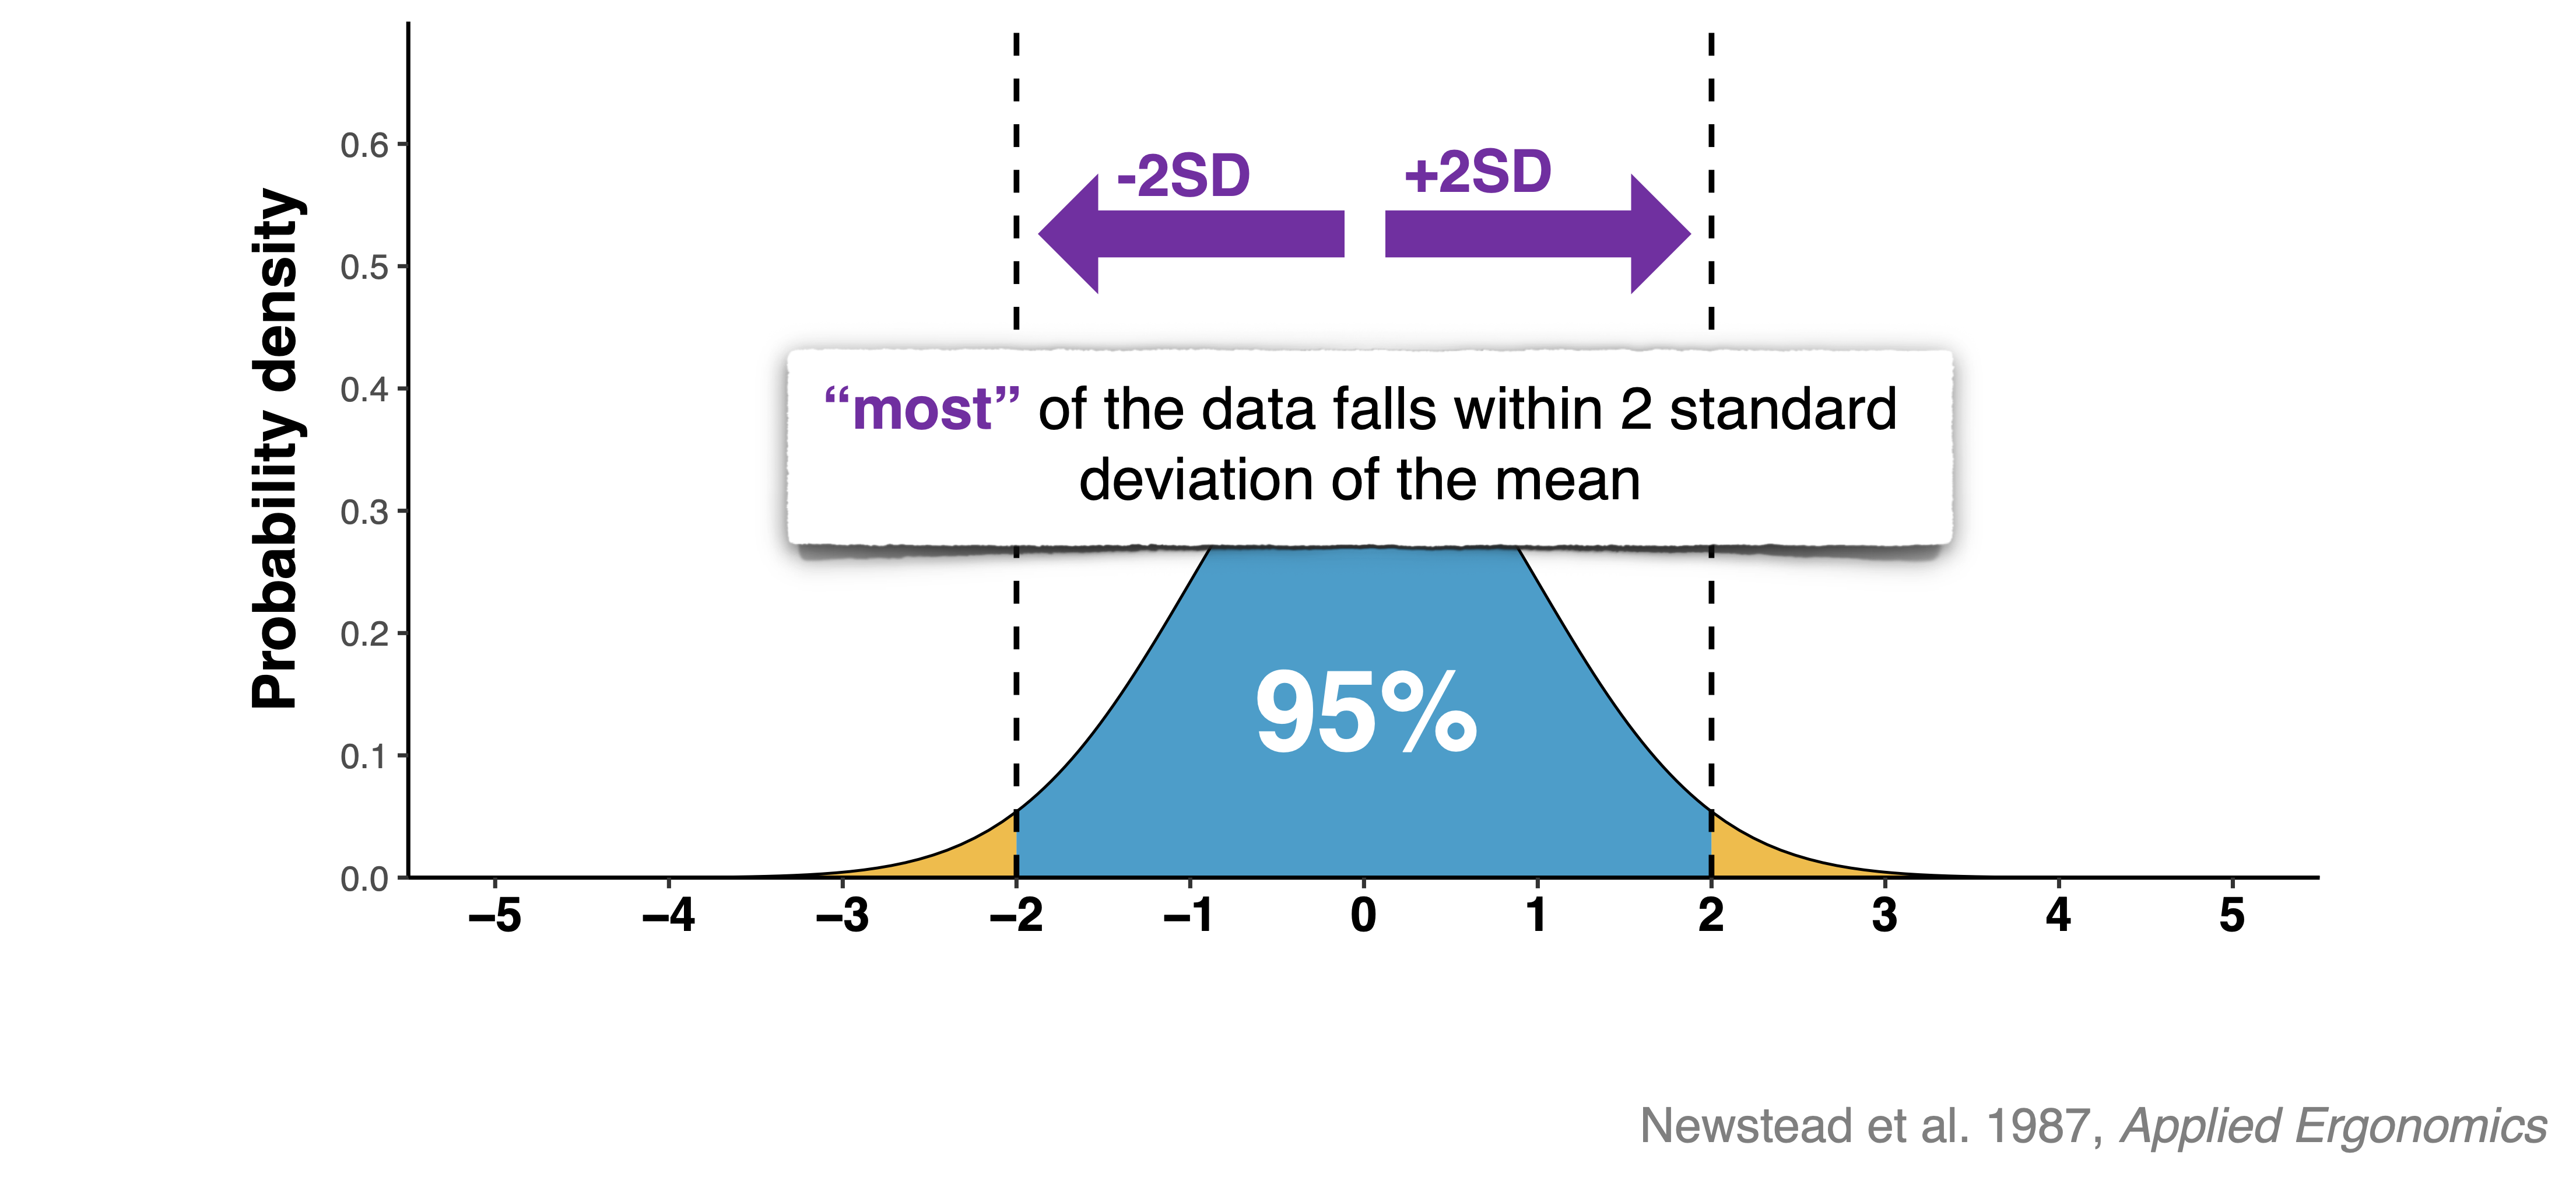 Probability density
0.6
0.5
0.4
0.3
0.2
0.1
0.0
-2SD
+2SD
“most” of the data falls within 2 standard
deviation of the mean
95%
–5 –4 –3 –2 –1 0 1 2 3 4 5
Newstead et al. 1987, Applied Ergonomics